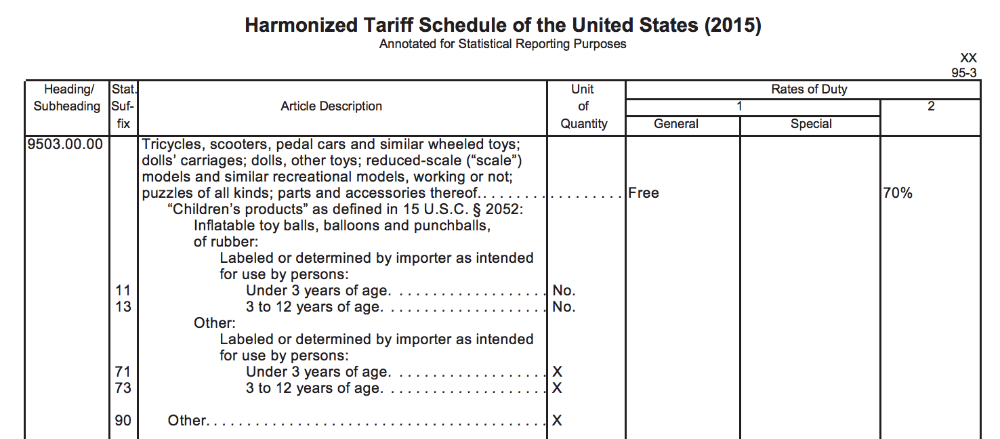 Harmonized Tariff Schedule of the United States (2015)
Annotated for Statistical Reporting Purposes
XX
95-3
Heading/ Subheading
Stat. Suf- fix
Article Description
Unit of Quantity
Rates of Duty
1
2
General
Special
9503.00.00 Tricycles, scooters, pedal cars and similar wheeled toys;
dolls’ carriages; dolls, other toys; reduced-scale (“scale”)
models and similar recreational models, working or not;
puzzles of all kinds; parts and accessories thereof.. . . . . . . . . . . . . . . . . Free 70%
“Children’s products” as defined in 15 U.S.C. § 2052:
Inflatable toy balls, balloons and punchballs,
of rubber:
Labeled or determined by importer as intended
for use by persons:
11 Under 3 years of age. . . . . . . . . . . . . . . . . . . No.
13 3 to 12 years of age. . . . . . . . . . . . . . . . . . . . No.
Other:
Labeled or determined by importer as intended
for use by persons:
71 Under 3 years of age. . . . . . . . . . . . . . . . . . . X
73 3 to 12 years of age. . . . . . . . . . . . . . . . . . . . X
90 Other. . . . . . . . . . . . . . . . . . . . . . . . . . . . . . . . . . . . . . . . . X